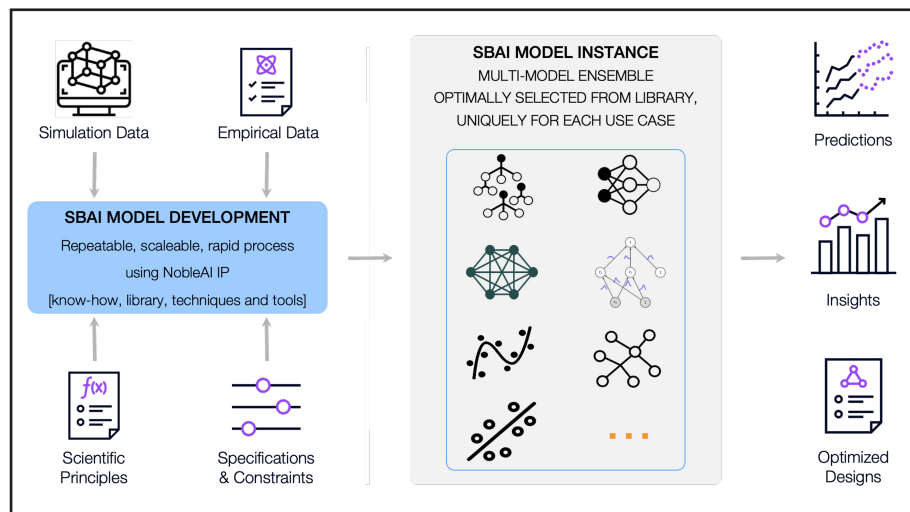 Simulation Data
Empirical Data
SBAI MODEL DEVELOPMENT
Repeatable, scaleable, rapid process
using NobleAI IP
[know-how, library, techniques and tools]
f(x)
Scientific
Principles
Specifications
& Constraints
SBAI MODEL INSTANCE
MULTI-MODEL ENSEMBLE
OPTIMALLY SELECTED FROM LIBRARY,
UNIQUELY FOR EACH USE CASE
Predictions
Insights
Optimized
Designs